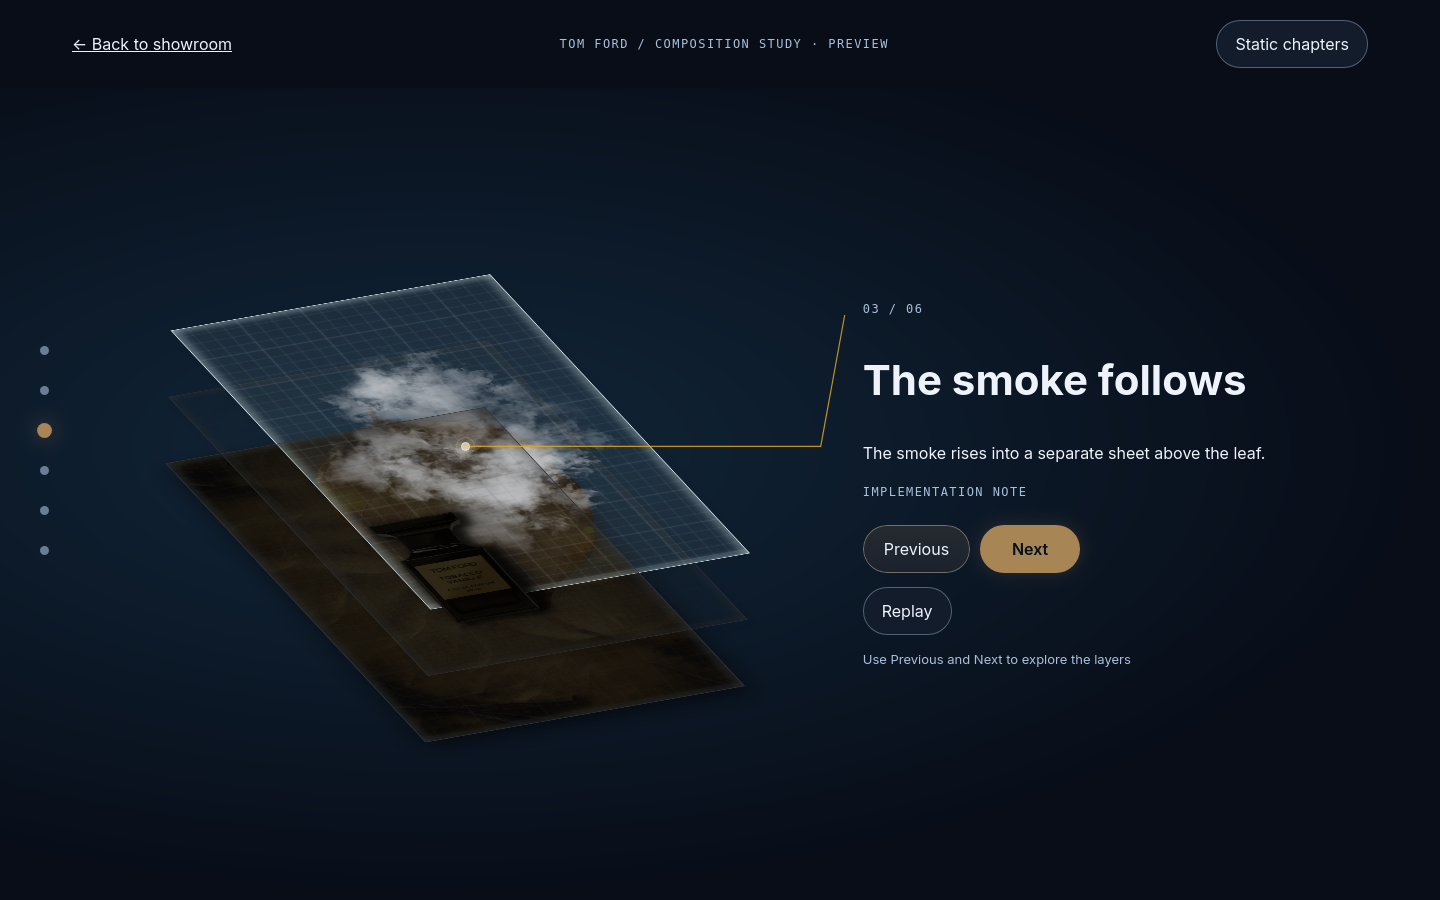 ← Back to showroom
TOM FORD / COMPOSITION STUDY · PREVIEW
Static chapters
03 / 06
The smoke follows
The smoke rises into a separate sheet above the leaf.
IMPLEMENTATION NOTE
Previous
Next
Replay
Use Previous and Next to explore the layers
TOM FORD
TOBACCO
VANILLE